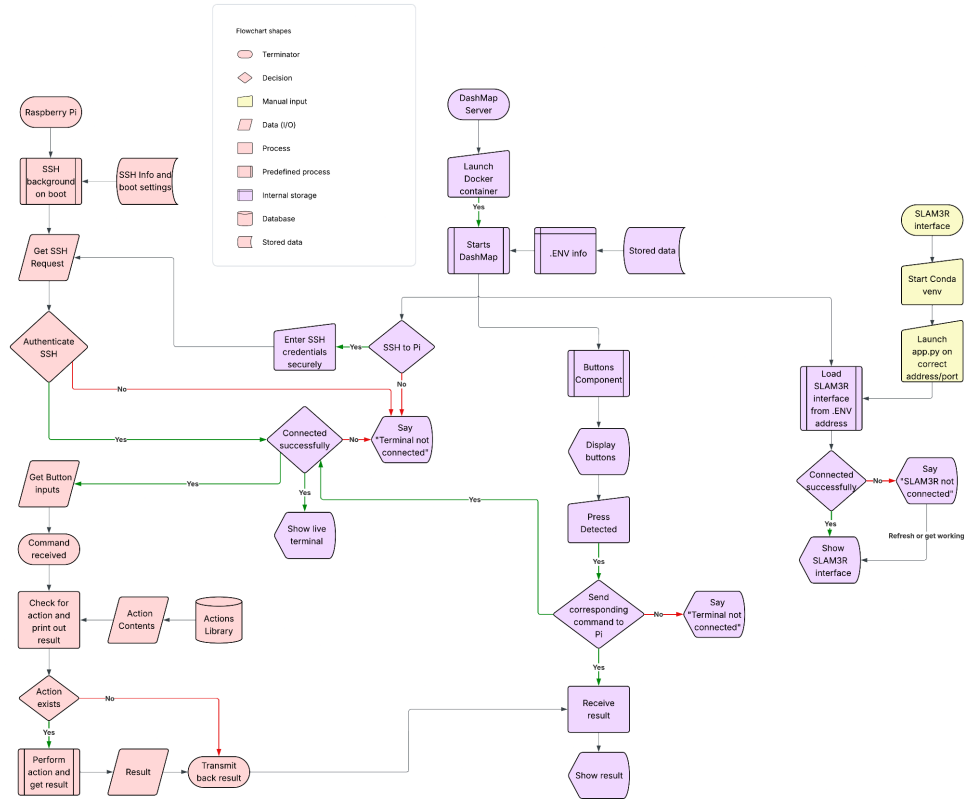 Flowchart shapes
Terminator
Decision
Manual input
Data (I/O)
Process
Predefined process
Internal storage
Database
Stored data
Raspberry Pi
SSH
background
on boot
SSH Info and
boot settings
Get SSH
Request
Authenticate
SSH
No
Yes
Get Button
inputs
Command
received
Check for
action and
print out
result
Action
Contents
Actions
Library
Action
exists
No
Yes
Perform
action and
get result
Result
Transmit
back result
DashMap
Server
Launch
Docker
container
Yes
Starts
DashMap
.ENV info
Stored data
SSH to Pi
Yes
Enter SSH
credentials
securely
No
Say
"Terminal not
connected"
Connected
successfully
No
Yes
Yes
Show live
terminal
Yes
Buttons
Component
Display
buttons
Press
Detected
Yes
Send
corresponding
command to
Pi
No
Say
"Terminal not
connected"
Yes
Receive
result
Show result
SLAM3R
interface
Start Conda
venv
Launch
app.py on
correct
address/port
Load
SLAM3R
interface
from .ENV
address
Connected
successfully
No
Say
"SLAM3R not
connected"
Yes
Refresh or get working
Show
SLAM3R
interface